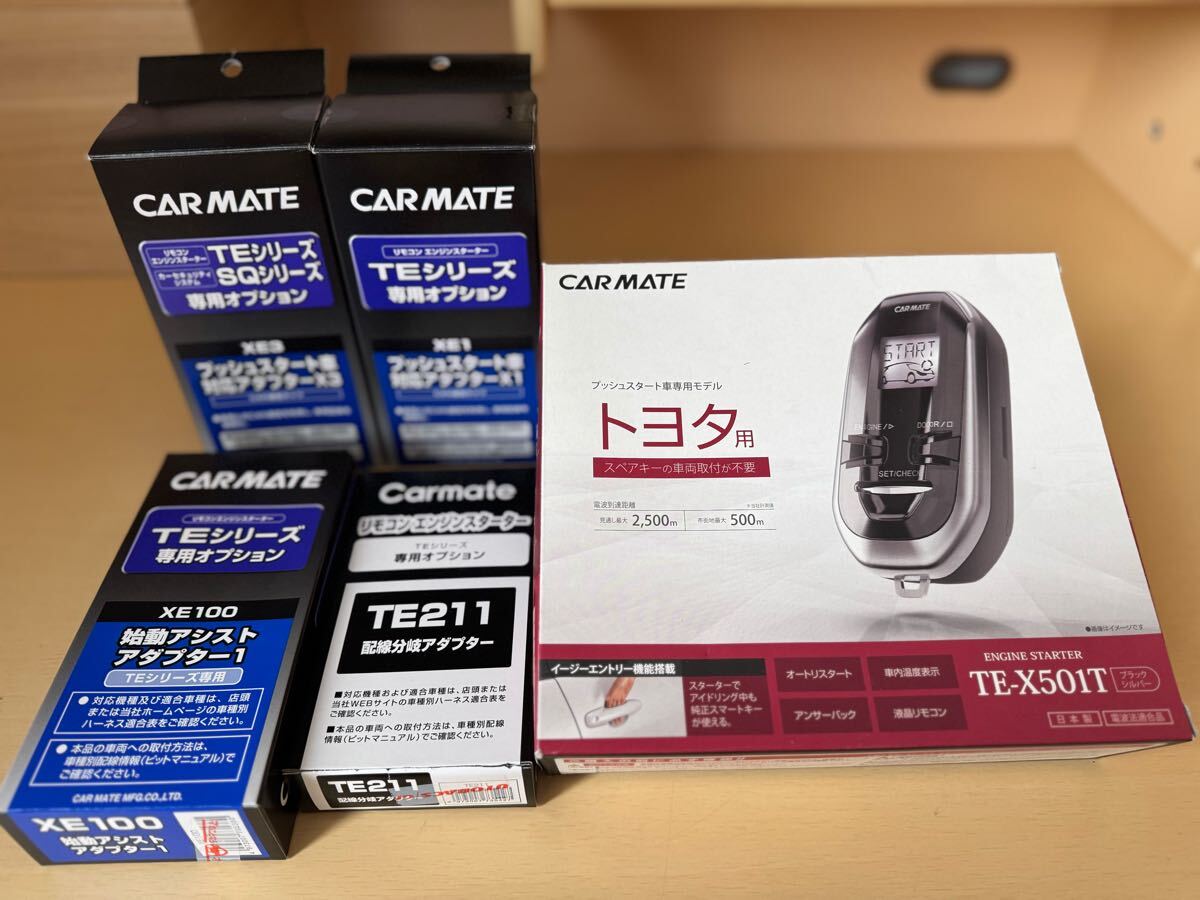 CARMATE
リモコン
エンジンスターター
TEシリーズ
カーセキュリティ
システム
SQシリーズ
専用オプション
XE3
プッシュスタート車
対応アダプターX3
CARMATE
リモコン エンジンスターター
TEシリーズ
専用オプション
XE1
プッシュスタート車
対応アダプターX1
CARMATE
リモコンエンジンスターター
TEシリーズ
専用オプション
XE100
始動アシスト
アダプター1
TEシリーズ専用
●対応機種及び適合車種は、店頭
または当社ホームページの車種別
ハーネス適合表をご確認ください。
●本品の車両への取付方法は、
車種別配線情報(ピットマニュアル)で
ご確認ください。
CAR MATE MFG.CO.,LTD.
XE100
始動アシスト
アダプター1
Carmate
リモコン エンジンスターター
TEシリーズ
専用オプション
TE211
配線分岐アダプター
■対応機種および適合車種は、店頭または
当社WEBサイトの車種別ハーネス適合表を
ご確認ください。
■本品の車両への取付方法は、車種別配線
情報(ピットマニュアル)でご確認ください。
TE211
TE211
CARMATE
CARMATE
START
ENGINE/▷
DOOR/□
SET/CHECK
プッシュスタート車専用モデル
トヨタ用
スペアキーの車両取付が不要
電波到達距離
※当社計測値
見通し最大 2,500m
市街地最大 500m
●画像はイメージです
イージーエントリー機能搭載
スターターで
アイドリング中も
純正スマートキー
が使える。
オートリスタート
車内温度表示
アンサーバック
液晶リモコン
ENGINE STARTER
TE-X501T
ブラック
シルバー
日本製
電波法適合品